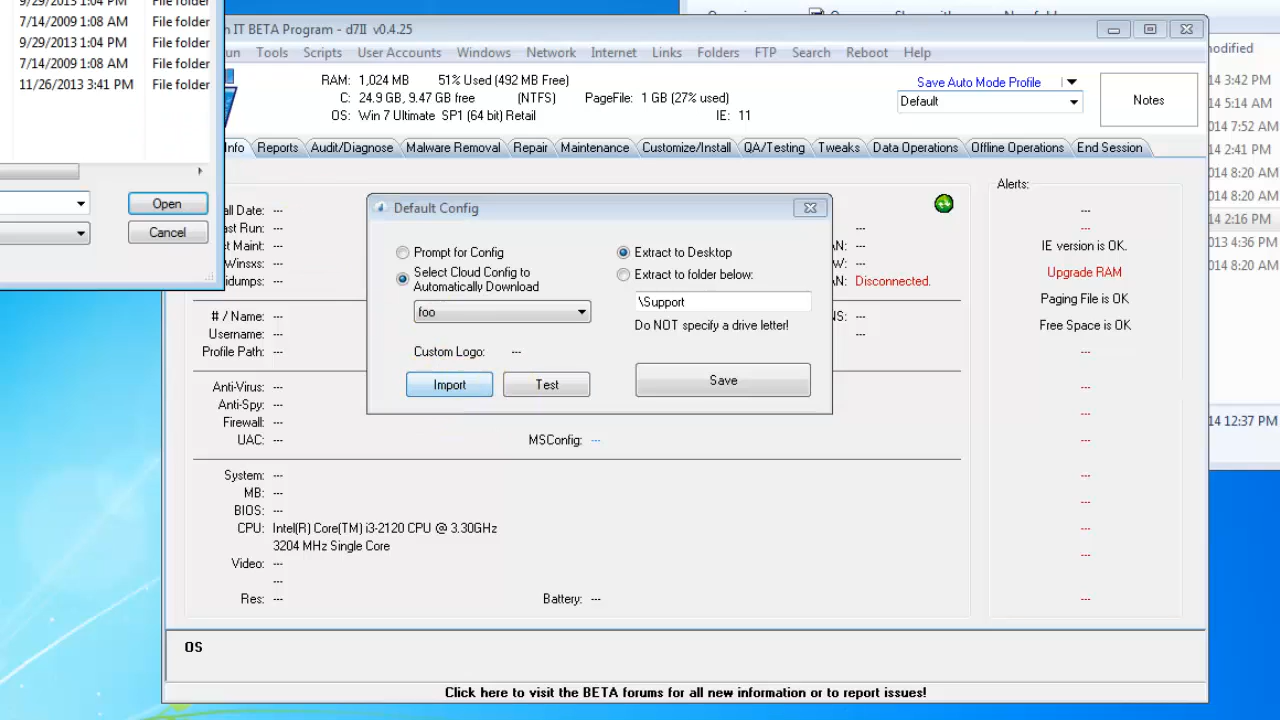 9/29/2013 1:04 PM File folder
7/14/2009 1:08 AM File folder
9/29/2013 1:04 PM File folder
7/14/2009 1:08 AM File folder
11/26/2013 3:41 PM File folder
Open
Cancel
IT BETA Program - d7II v0.4.25
Tools Scripts User Accounts Windows Network Internet Links Folders FTP Search Reboot Help
RAM: 1,024 MB 51% Used (492 MB Free)
C: 24.9 GB, 9.47 GB free (NTFS) PageFile: 1 GB (27% used)
OS: Win 7 Ultimate SP1 (64 bit) Retail IE: 11
Save Auto Mode Profile
Default
Notes
Info Reports Audit/Diagnose Malware Removal Repair Maintenance Customize/Install QA/Testing Tweaks Data Operations Offline Operations End Session
all Date: ---
ast Run: ---
et Maint: ---
Winsxs: ---
idumps: ---
# / Name: ---
Username: ---
Profile Path: ---
Anti-Virus: ---
Anti-Spy: ---
Firewall: ---
UAC: ---
MSConfig: ---
System: ---
MB: ---
BIOS: ---
CPU: Intel(R) Core(TM) i3-2120 CPU @ 3.30GHz
3204 MHz Single Core
Video: ---
---
Res: --- Battery: ---
Default Config
Prompt for Config
Select Cloud Config to
Automatically Download
foo
Custom Logo: ---
Import Test
Extract to Desktop
Extract to folder below:
\Support
Do NOT specify a drive letter!
Save
---
AN: ---
W: ---
AN: Disconnected.
NS: ---
---
Alerts:
---
---
IE version is OK.
Upgrade RAM
Paging File is OK
Free Space is OK
---
---
---
---
---
---
---
---
---
OS
Click here to visit the BETA forums for all new information or to report issues!
odified
14 3:42 PM
14 5:14 AM
14 7:52 AM
14 2:41 PM
14 8:20 AM
14 8:20 AM
14 2:16 PM
013 4:36 PM
14 8:20 AM
14 12:37 PM